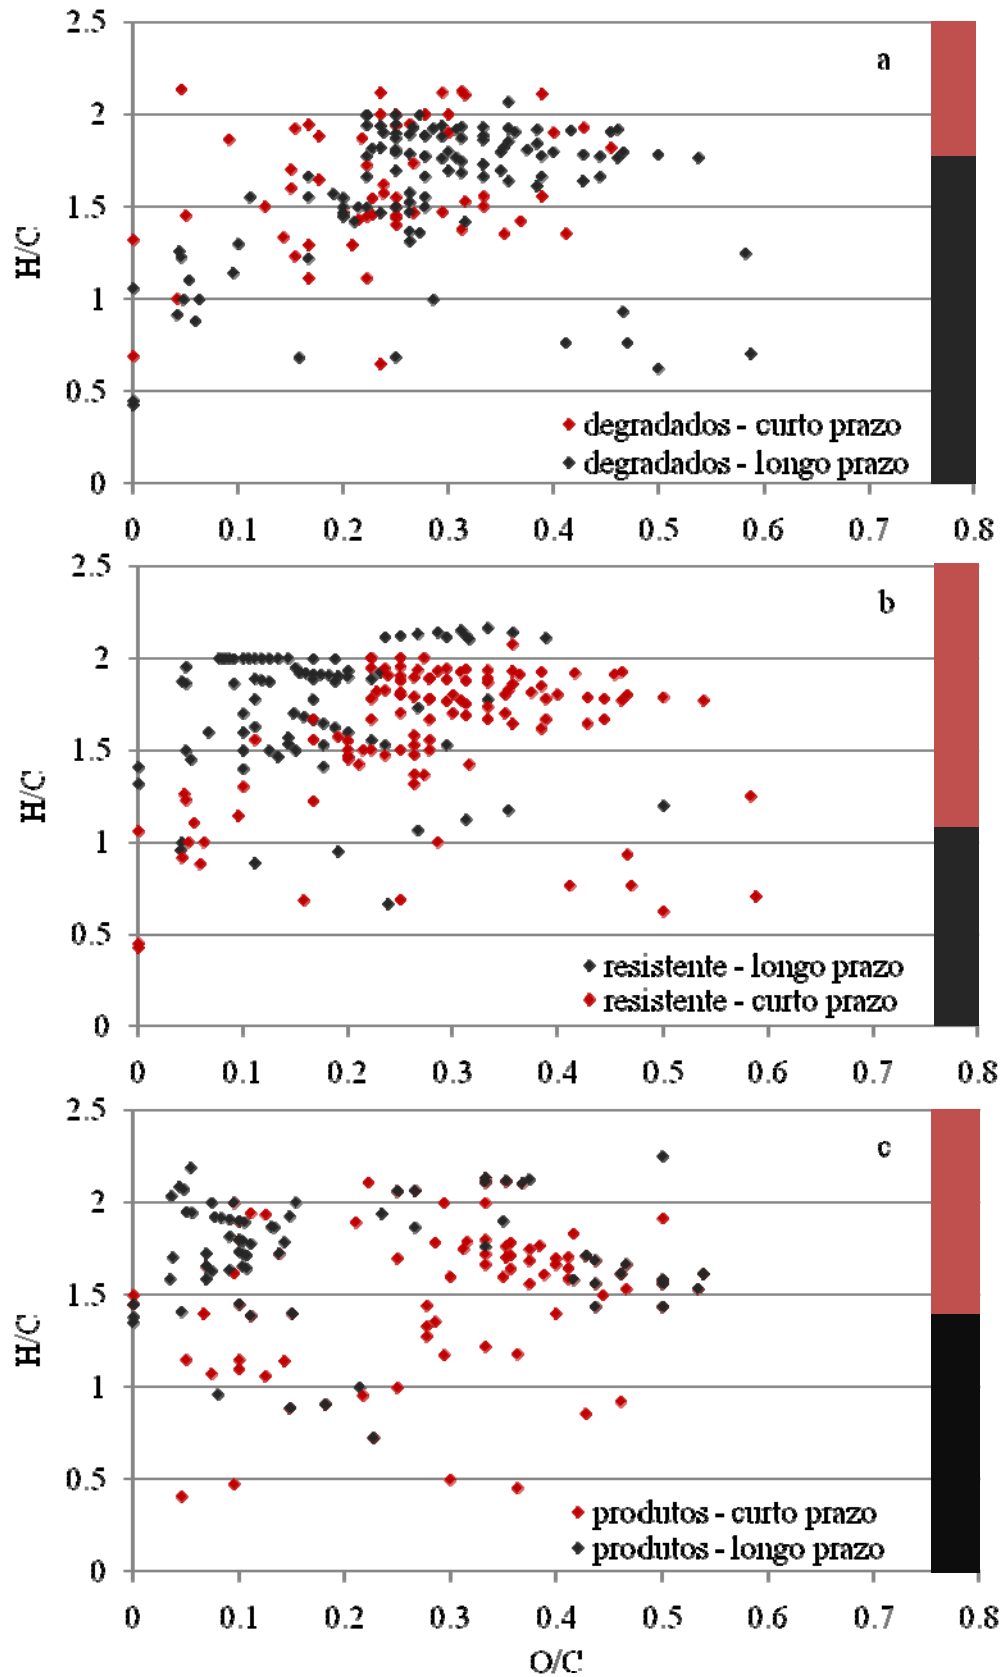 2.5
a
2
1.5
H/C
1
0.5
degradados - curto prazo
degradados - longo prazo
0
0 0.1 0.2 0.3 0.4 0.5 0.6 0.7 0.8
2.5
b
2
1.5
H/C
1
0.5
resistente - longo prazo
resistente - curto prazo
0
0 0.1 0.2 0.3 0.4 0.5 0.6 0.7 0.8
2.5
c
2
1.5
H/C
1
0.5
produtos - curto prazo
produtos - longo prazo
0
0 0.1 0.2 0.3 0.4 0.5 0.6 0.7 0.8
O/C